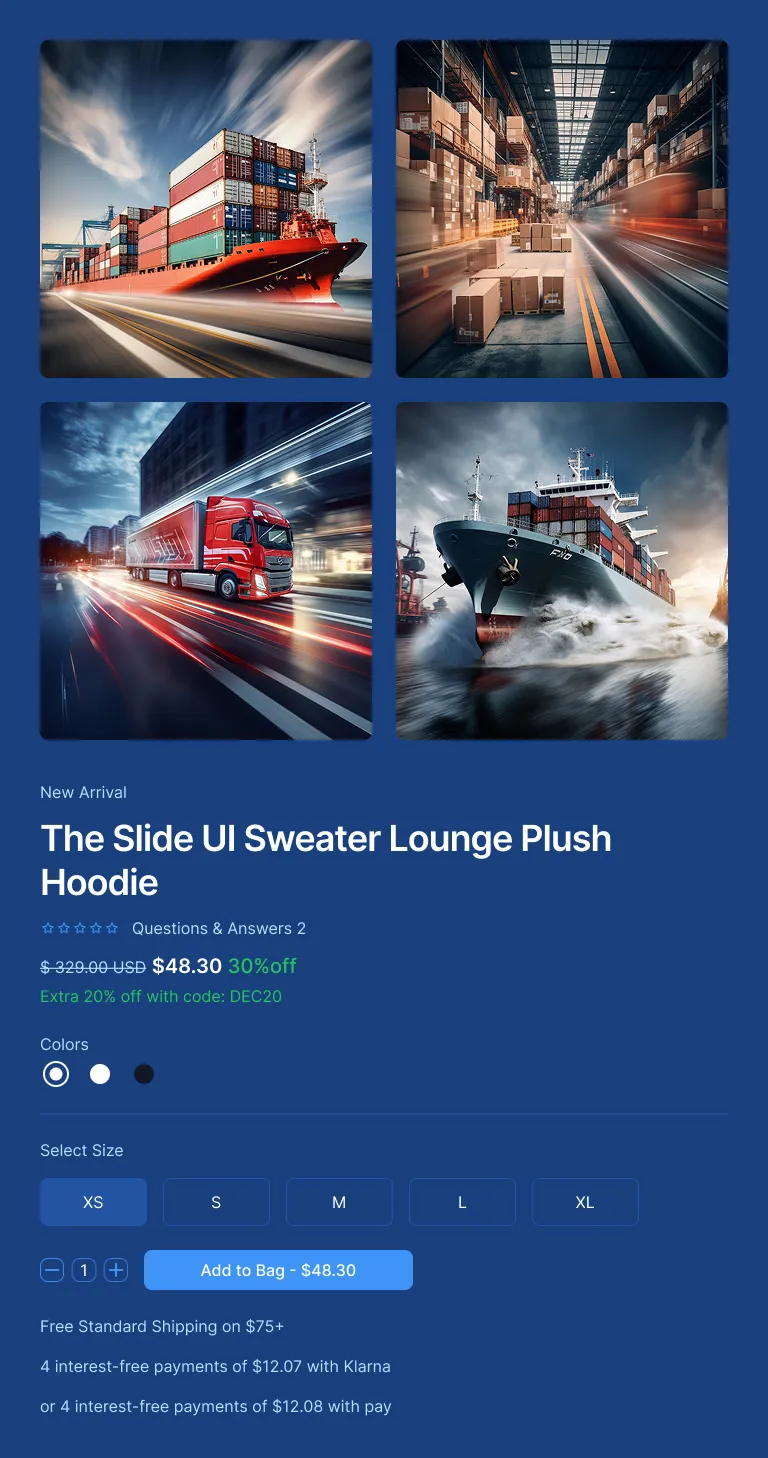 FNO
New Arrival
The Slide UI Sweater Lounge Plush
Hoodie
Questions & Answers 2
$ 329.00 USD $48.30 30%off
Extra 20% off with code: DEC20
Colors
Select Size
XS S M L XL
1 Add to Bag - $48.30
Free Standard Shipping on $75+
4 interest-free payments of $12.07 with Klarna
or 4 interest-free payments of $12.08 with pay